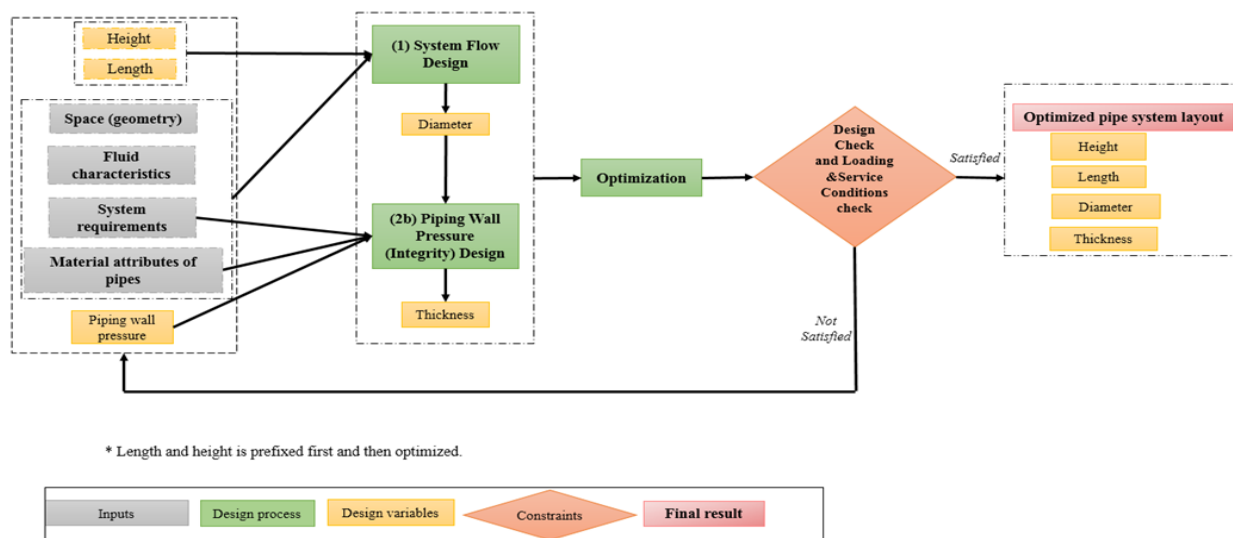 Height
Length
Space (geometry)
Fluid
characteristics
System
requirements
Material attributes of
pipes
Piping wall
pressure
(1) System Flow
Design
Diameter
(2b) Piping Wall
Pressure
(Integrity) Design
Thickness
Optimization
Design
Check
and Loading
&Service
Conditions
check
Satisfied
Not
Satisfied
Optimized pipe system layout
Height
Length
Diameter
Thickness
* Length and height is prefixed first and then optimized.
Inputs
Design process
Design variables
Constraints
Final result